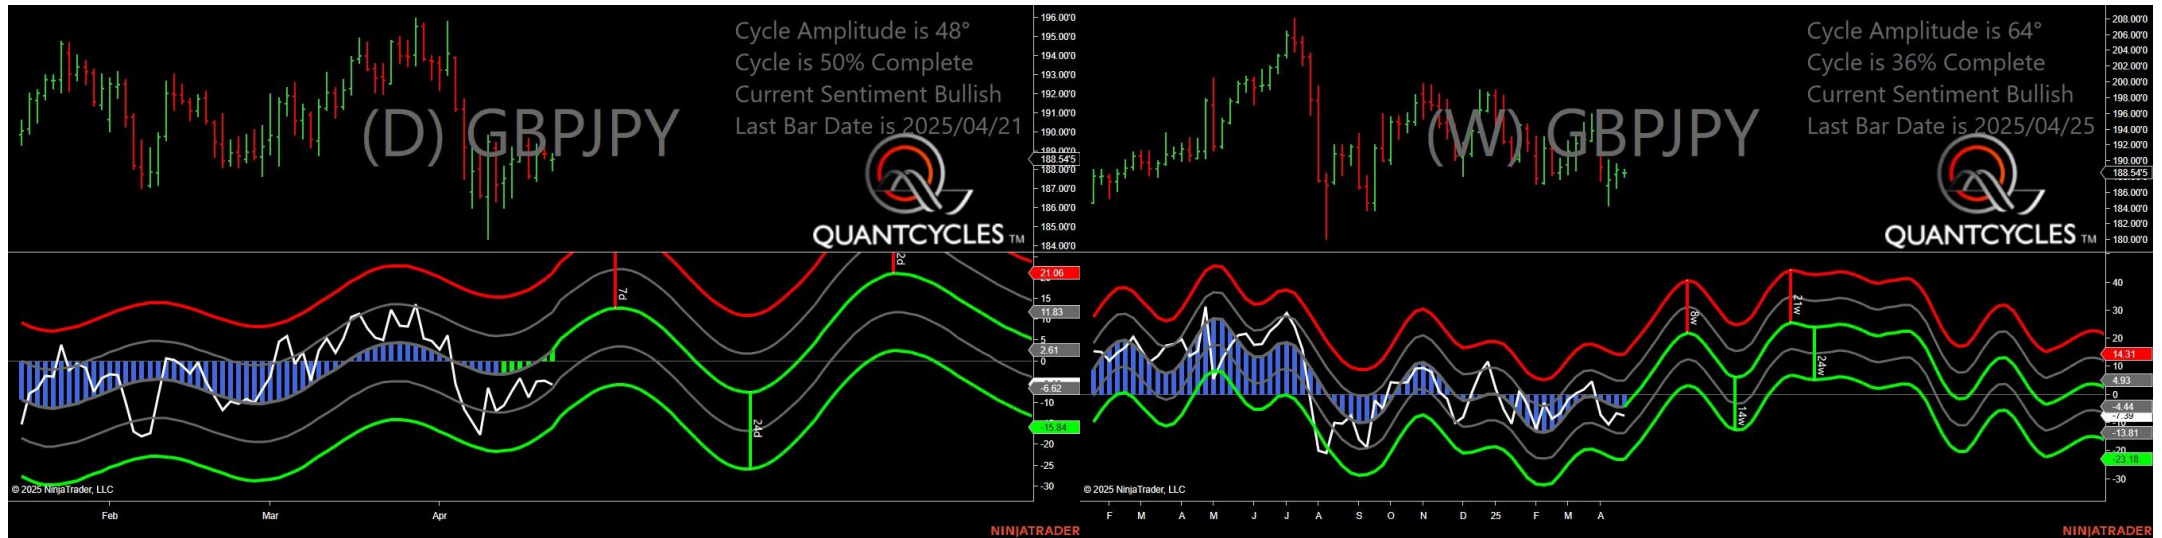 Cycle Amplitude is 48°
Cycle is 50% Complete
Current Sentiment Bullish
Last Bar Date is 2025/04/21
(D) GBPJPY
QUANTCYCLES TM
196.00'0
195.00'0
194.00'0
193.00'0
192.00'0
191.00'0
190.00'0
188.54'5
188.00'0
187.00'0
186.00'0
185.00'0
184.00'0
7d
24d
21.06
15
11.83
10
5
2.61
0
-6.62
-10
-15.84
-20
-25
-30
© 2025 NinjaTrader, LLC
Feb
Mar
Apr
NINJATRADER
Cycle Amplitude is 64°
Cycle is 36% Complete
Current Sentiment Bullish
Last Bar Date is 2025/04/25
(W) GBPJPY
QUANTCYCLES TM
208.00'0
206.00'0
204.00'0
202.00'0
200.00'0
198.00'0
196.00'0
194.00'0
192.00'0
190.00'0
188.54'5
186.00'0
184.00'0
182.00'0
180.00'0
8w
21w
14w
24w
40
30
20
14.31
10
4.93
0
-4.44
-7.39
-13.81
-23.18
-30
© 2025 NinjaTrader, LLC
F
M
A
M
J
J
A
S
O
N
D
25
F
M
A
NINJATRADER